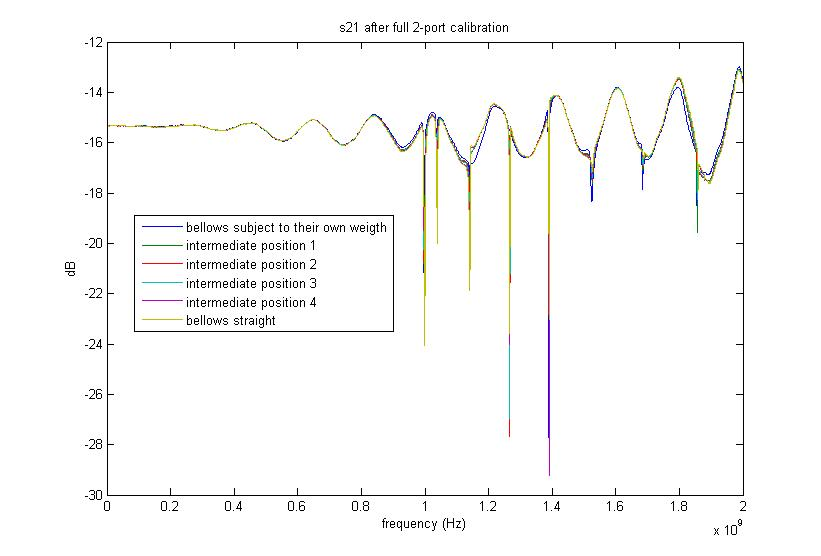 s21 after full 2-port calibration
-12
-14
-16
-18
-20
-22
-24
-26
-28
-30
dB
bellows subject to their own weigth
intermediate position 1
intermediate position 2
intermediate position 3
intermediate position 4
bellows straight
0 0.2 0.4 0.6 0.8 1 1.2 1.4 1.6 1.8 2
frequency (Hz)
x 10^9